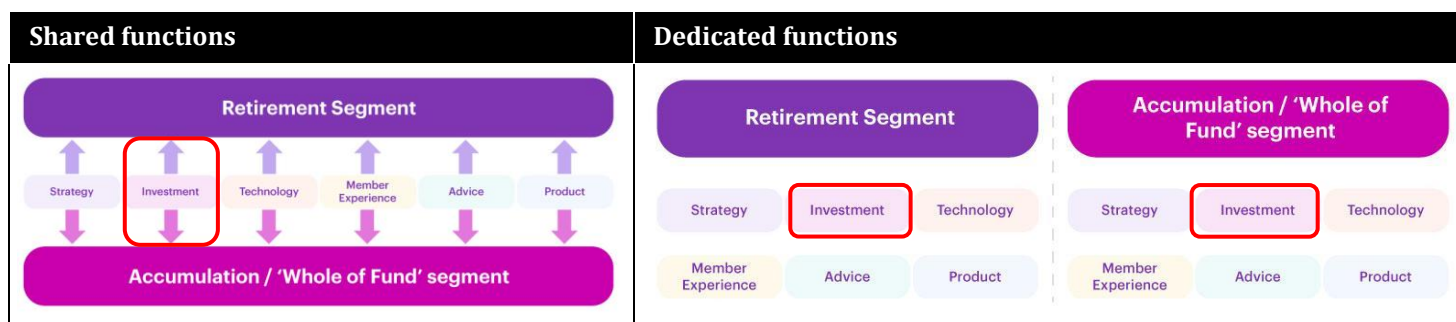 Shared functions
Dedicated functions
Retirement Segment
Strategy
Investment
Technology
Member
Experience
Advice
Product
Accumulation / 'Whole of Fund' segment
Retirement Segment
Strategy
Investment
Technology
Member
Experience
Advice
Product
Accumulation / 'Whole of
Fund' segment
Strategy
Investment
Technology
Member
Experience
Advice
Product